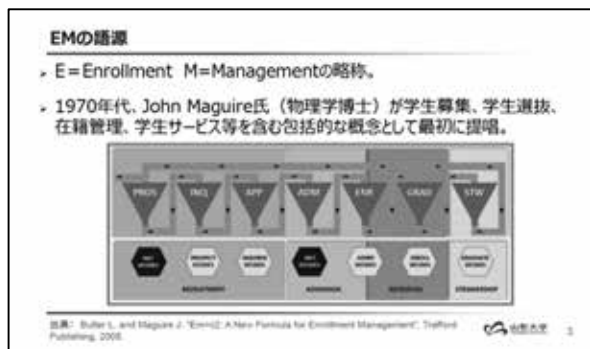 EMの語源
➢ E=Enrollment M=Managementの略称。
➢ 1970年代、John Maguire氏（物理学博士）が学生募集、学生選抜、
在籍管理、学生サービス等を含む包括的な概念として最初に提唱。
PROS INQ APP ADM ENR GRAD STW
RECRUITMENT ADMISSION RETENTION STEWARDSHIP
出典： Butler L. and Maguire J. "Em=c2: A New Formula for Enrollment Management", Trafford
Publishing, 2008.
山形大学 3